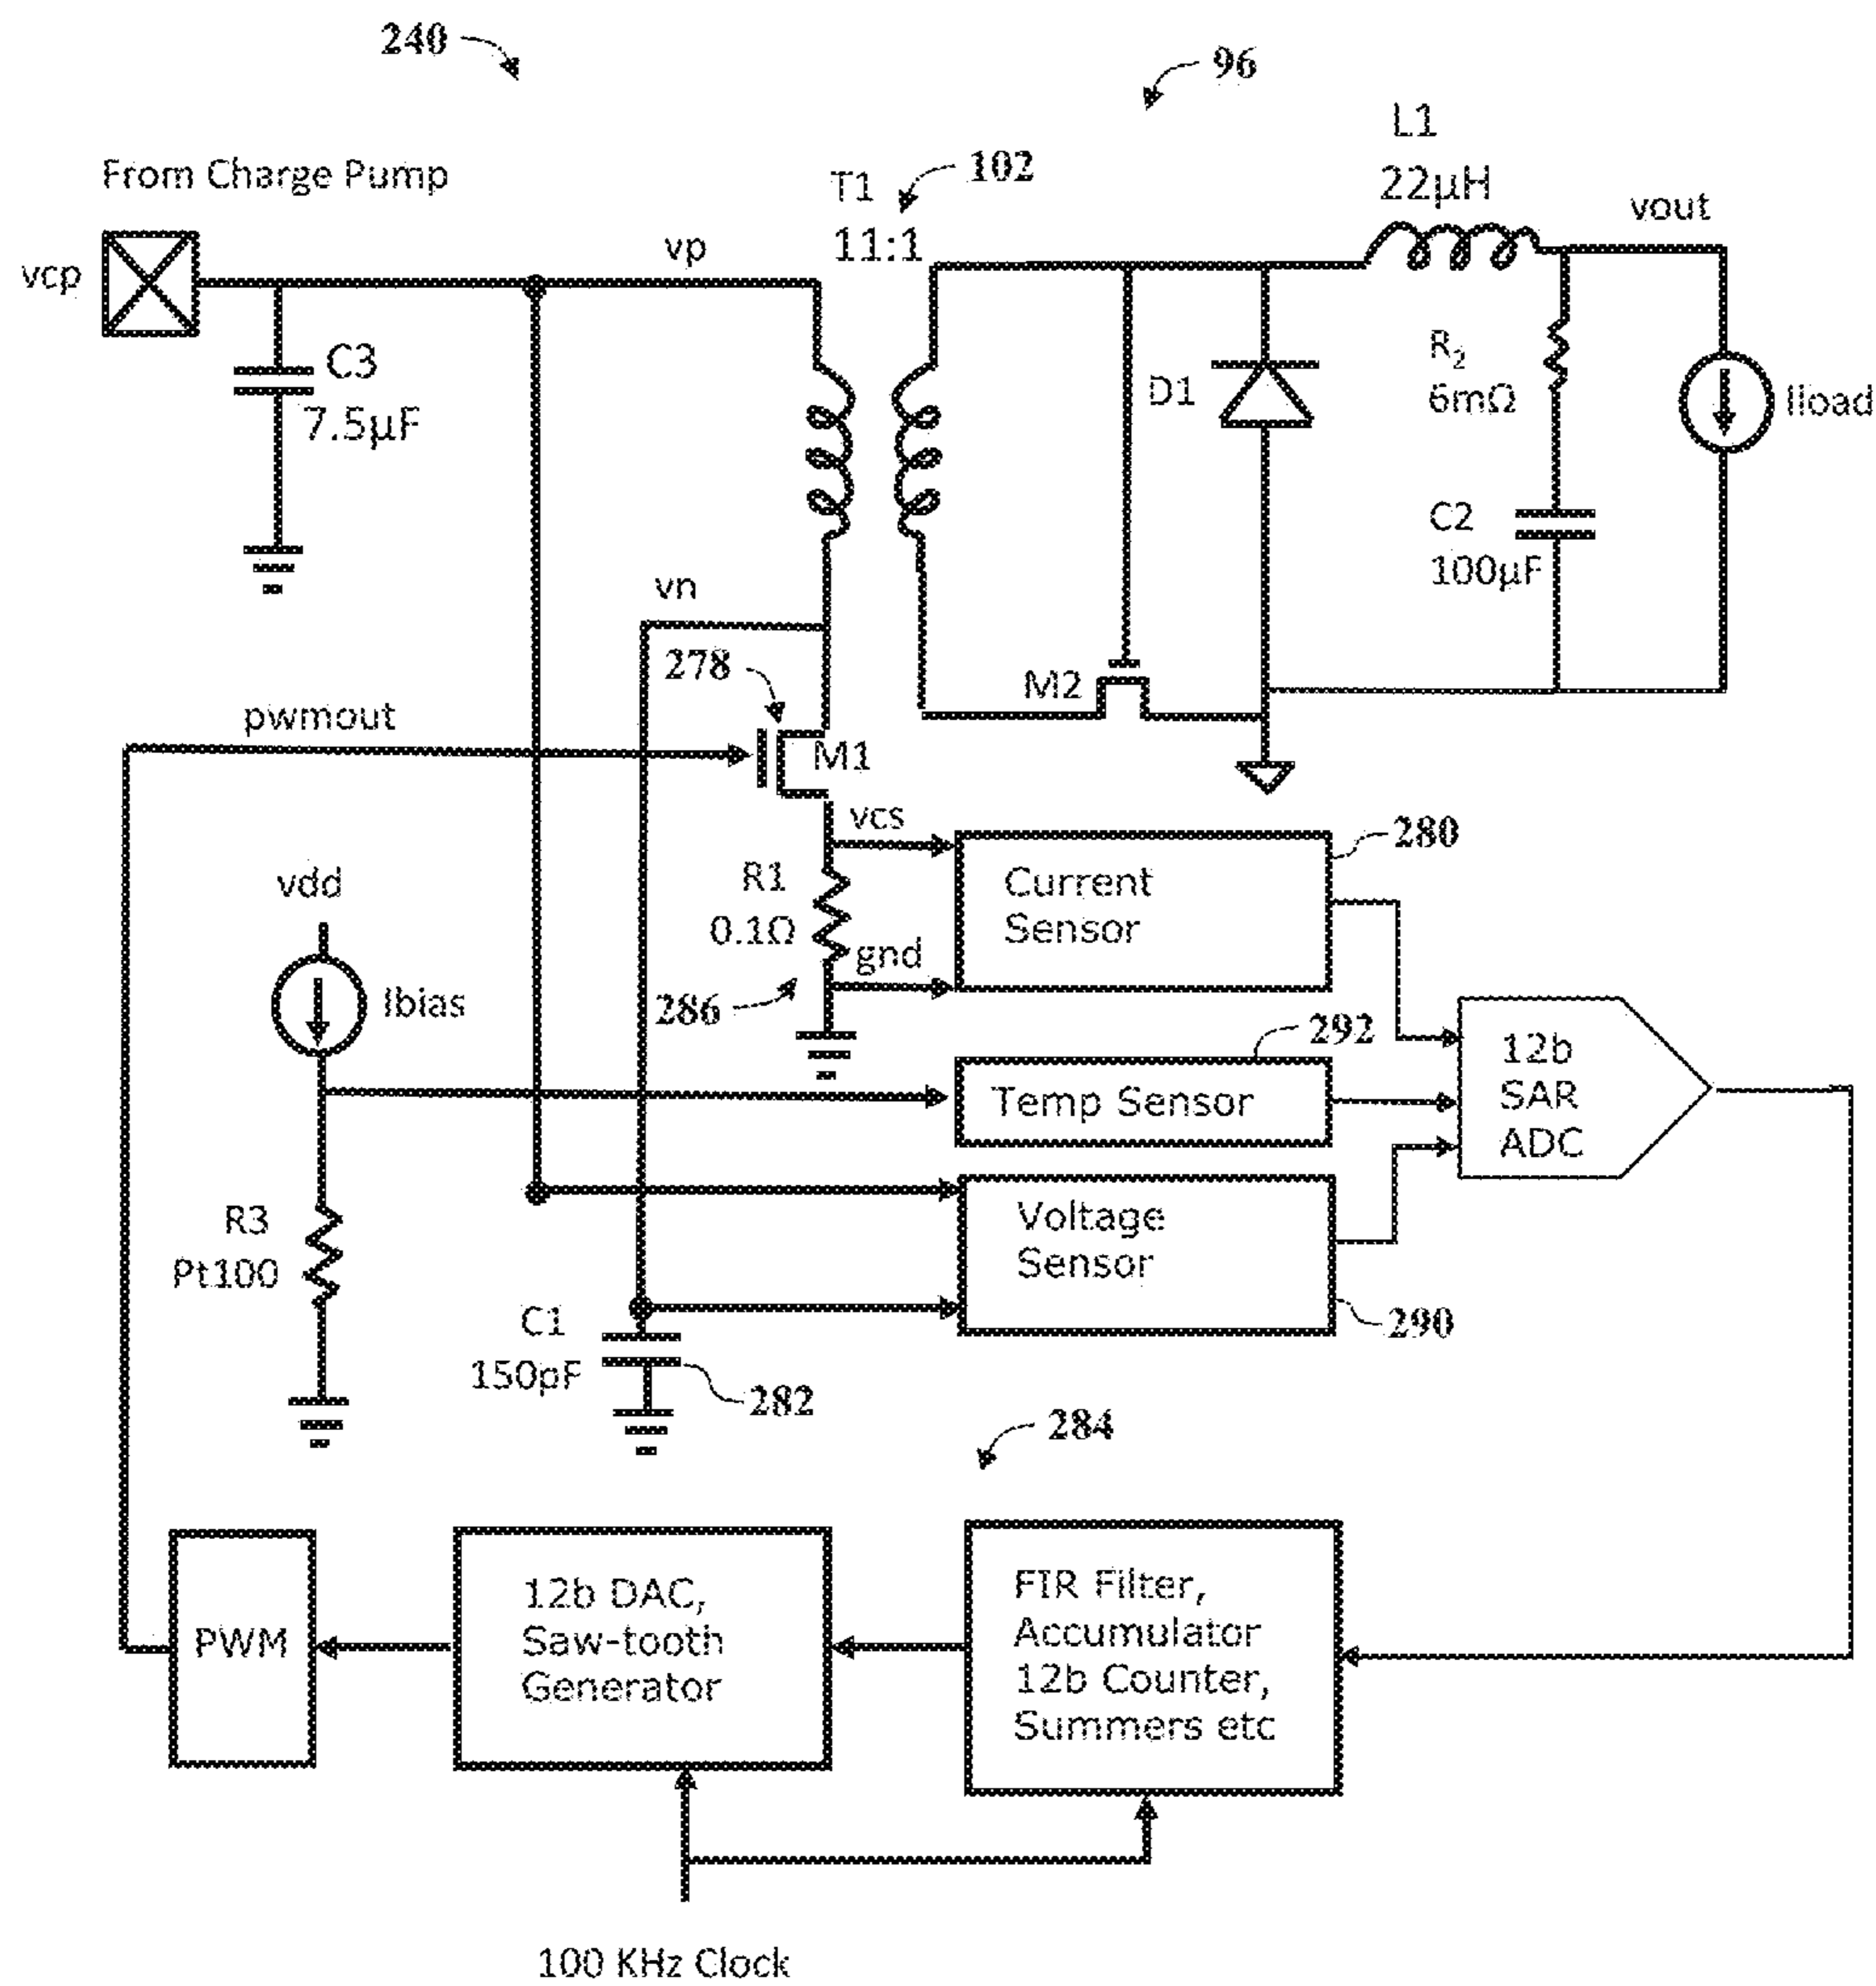 240
96
From Charge Pump
vcp
C3
7.5µF
vp
T1
11:1
102
L1
22µH
vout
D1
R2
6mΩ
C2
100µF
Iload
vn
278
pwmout
M1
M2
vcs
R1
0.1Ω
gnd
286
Current
Sensor
280
vdd
Ibias
292
Temp Sensor
12b
SAR
ADC
R3
Pt100
Voltage
Sensor
290
C1
150pF
282
284
PWM
12b DAC,
Saw-tooth
Generator
FIR Filter,
Accumulator
12b Counter,
Summers etc
100 KHz Clock